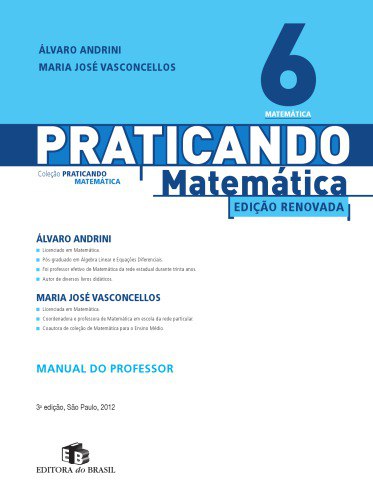 ÁLVARO ANDRINI
MARIA JOSÉ VASCONCELLOS
6
MATEMÁTICA
PRATICANDO
Coleção PRATICANDO
MATEMÁTICA
Matemática
EDIÇÃO RENOVADA
ÁLVARO ANDRINI
Licenciado em Matemática.
Pós-graduado em Álgebra Linear e Equações Diferenciais.
Foi professor efetivo de Matemática da rede estadual durante trinta anos.
Autor de diversos livros didáticos.
MARIA JOSÉ VASCONCELLOS
Licenciada em Matemática.
Coordenadora e professora de Matemática em escola da rede particular.
Coautora de coleção de Matemática para o Ensino Médio.
MANUAL DO PROFESSOR
3ª edição, São Paulo, 2012
EB
EDITORA do BRASIL